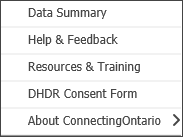 Data Summary
Help & Feedback
Resources & Training
DHDR Consent Form
About ConnectingOntario